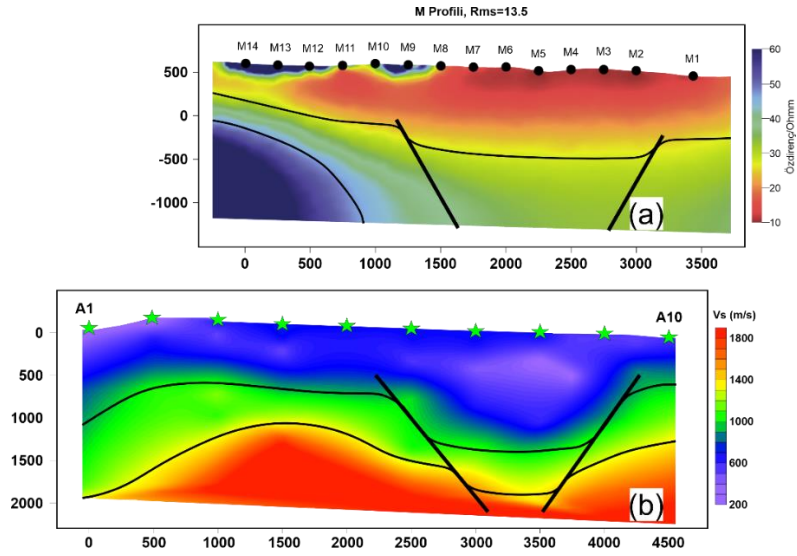 M Profili, Rms=13.5
M14 M13 M12 M11 M10 M9 M8 M7 M6 M5 M4 M3 M2 M1
500
0
-500
-1000
0 500 1000 1500 2000 2500 3000 3500
(a)
60
50
40
30
20
10
Özdirenç/Ohmm
A1
A10
0
500
1000
1500
2000
0 500 1000 1500 2000 2500 3000 3500 4000 4500
(b)
Vs (m/s)
1800
1400
1000
600
200